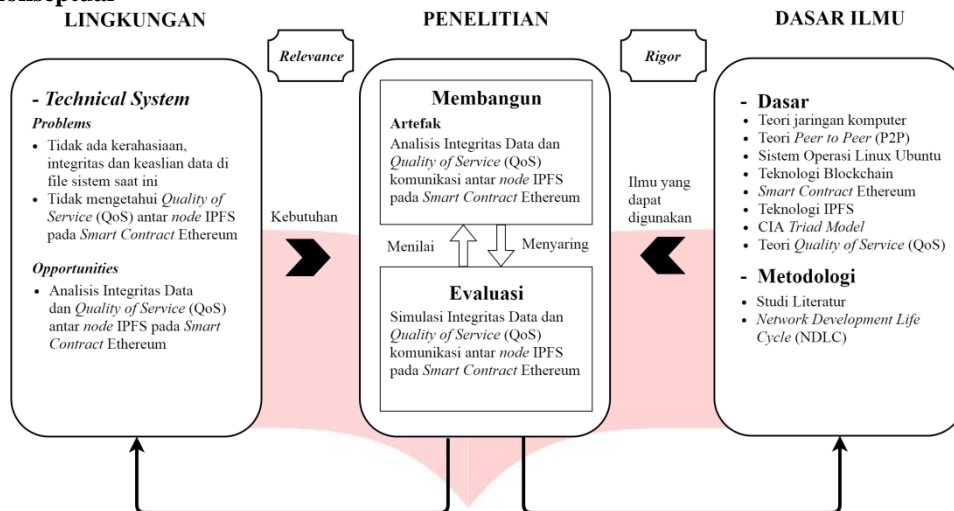 LINGKUNGAN
PENELITIAN
DASAR ILMU
Relevance
Rigor
- Technical System
Problems
• Tidak ada kerahasiaan,
integritas dan keaslian data di
file sistem saat ini
• Tidak mengetahui Quality of
Service (QoS) antar node IPFS
pada Smart Contract Ethereum
Opportunities
• Analisis Integritas Data
dan Quality of Service (QoS)
antar node IPFS pada Smart
Contract Ethereum
Kebutuhan
Membangun
Artefak
Analisis Integritas Data dan
Quality of Service (QoS)
komunikasi antar node IPFS
pada Smart Contract Ethereum
Menilai
Menyaring
Evaluasi
Simulasi Integritas Data dan
Quality of Service (QoS)
komunikasi antar node IPFS
pada Smart Contract Ethereum
Ilmu yang
dapat
digunakan
- Dasar
• Teori jaringan komputer
• Teori Peer to Peer (P2P)
• Sistem Operasi Linux Ubuntu
• Teknologi Blockchain
• Smart Contract Ethereum
• Teknologi IPFS
• CIA Triad Model
• Teori Quality of Service (QoS)
- Metodologi
• Studi Literatur
• Network Development Life
Cycle (NDLC)